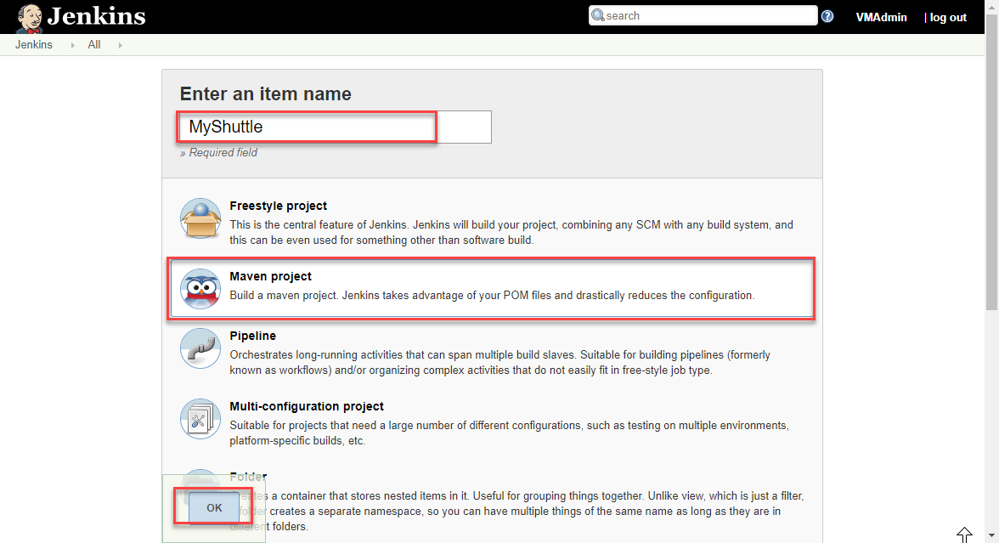 Jenkins
search
VMAdmin
| log out
Jenkins
All
Enter an item name
MyShuttle
» Required field
Freestyle project
This is the central feature of Jenkins. Jenkins will build your project, combining any SCM with any build system, and
this can be even used for something other than software build.
Maven project
Build a maven project. Jenkins takes advantage of your POM files and drastically reduces the configuration.
Pipeline
Orchestrates long-running activities that can span multiple build slaves. Suitable for building pipelines (formerly
known as workflows) and/or organizing complex activities that do not easily fit in free-style job type.
Multi-configuration project
Suitable for projects that need a large number of different configurations, such as testing on multiple environments,
platform-specific builds, etc.
Folder
Creates a container that stores nested items in it. Useful for grouping things together. Unlike view, which is just a filter,
folder creates a separate namespace, so you can have multiple things of the same name as long as they are in
different folders.
OK